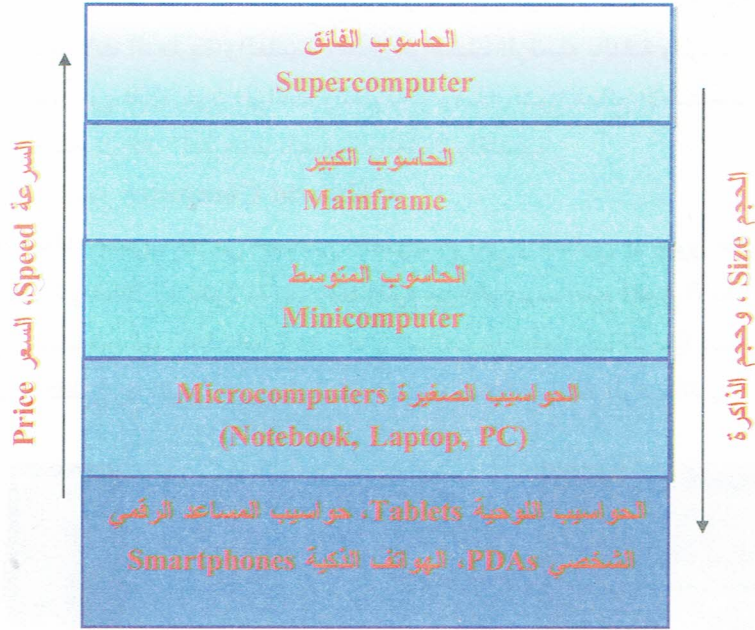 الحاسوب الفائق
Supercomputer
الحاسوب الكبير
Mainframe
الحاسوب المتوسط
Minicomputer
الحواسيب الصغيرة Microcomputers
(Notebook, Laptop, PC)
الحواسيب اللوحية Tablets، حواسيب المساعد الرقمي
الشخصي PDAs، الهواتف الذكية Smartphones
السرعة Speed، السعر Price
الحجم Size ، وحجم الذاكرة